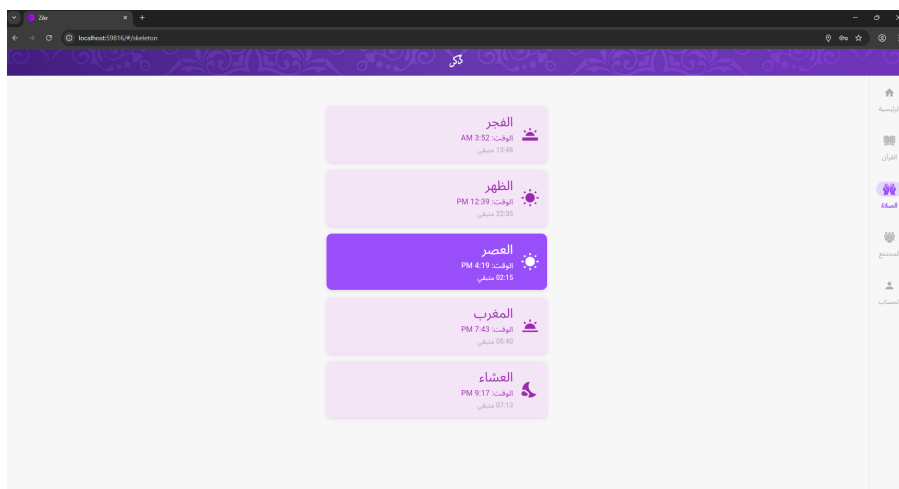 Zikr
localhost:59816/#/skeleton
ذكر
الفجر
الوقت: 3:52 AM
13:48 متبقي
الظهر
الوقت: 12:39 PM
22:35 متبقي
العصر
الوقت: 4:19 PM
02:15 متبقي
المغرب
الوقت: 7:43 PM
05:40 متبقي
العشاء
الوقت: 9:17 PM
07:13 متبقي
الرئيسية
القرآن
الصلاة
المجتمع
الحساب